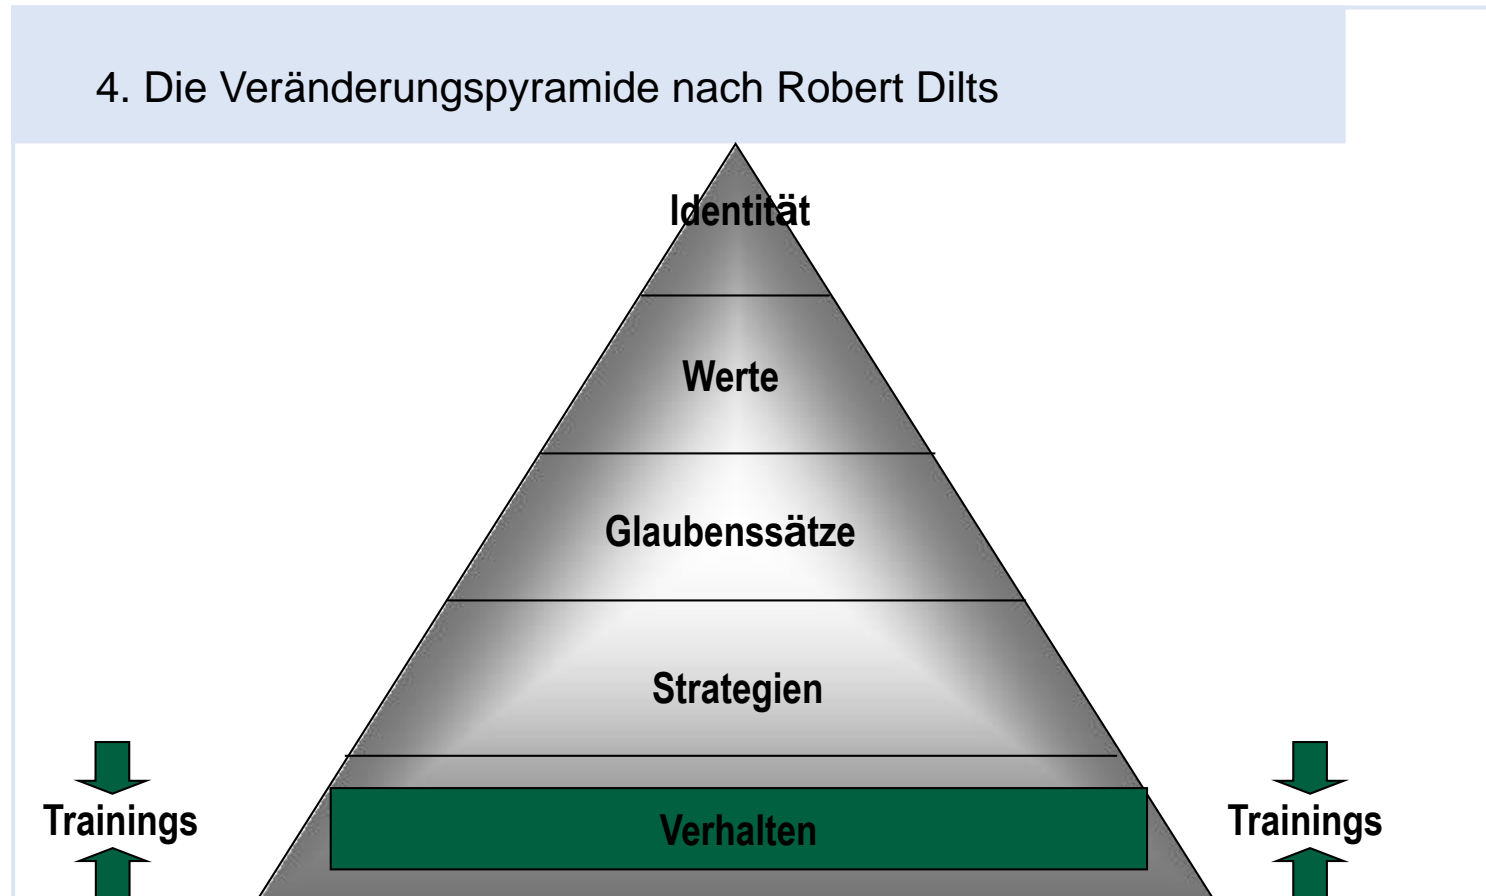 4. Die Veränderungspyramide nach Robert Dilts
Identität
Werte
Glaubenssätze
Strategien
Trainings
Verhalten
Trainings